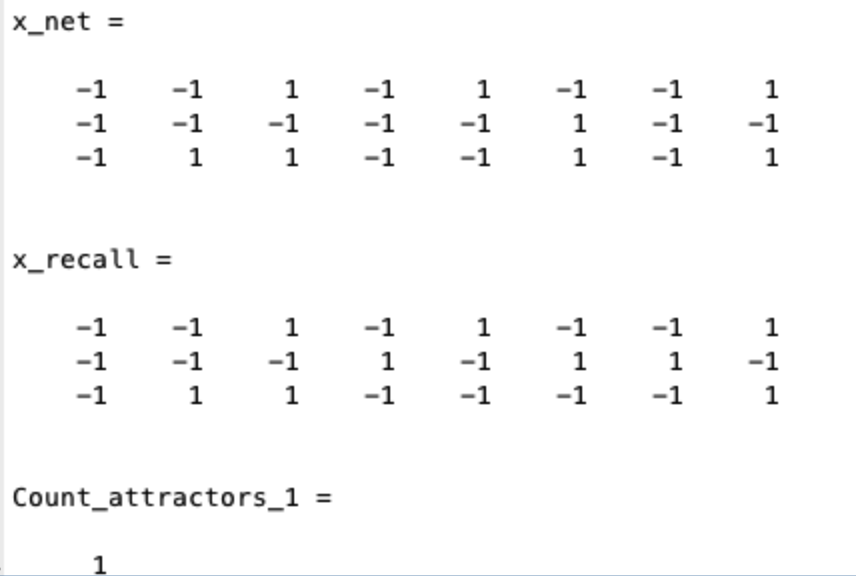 x_net =
-1 -1 1 -1 1 -1 -1 1
-1 -1 -1 -1 -1 1 -1 -1
-1 1 1 -1 -1 1 -1 1
x_recall =
-1 -1 1 -1 1 -1 -1 1
-1 -1 -1 1 -1 1 1 -1
-1 1 1 -1 -1 -1 -1 1
Count_attractors_1 =
1